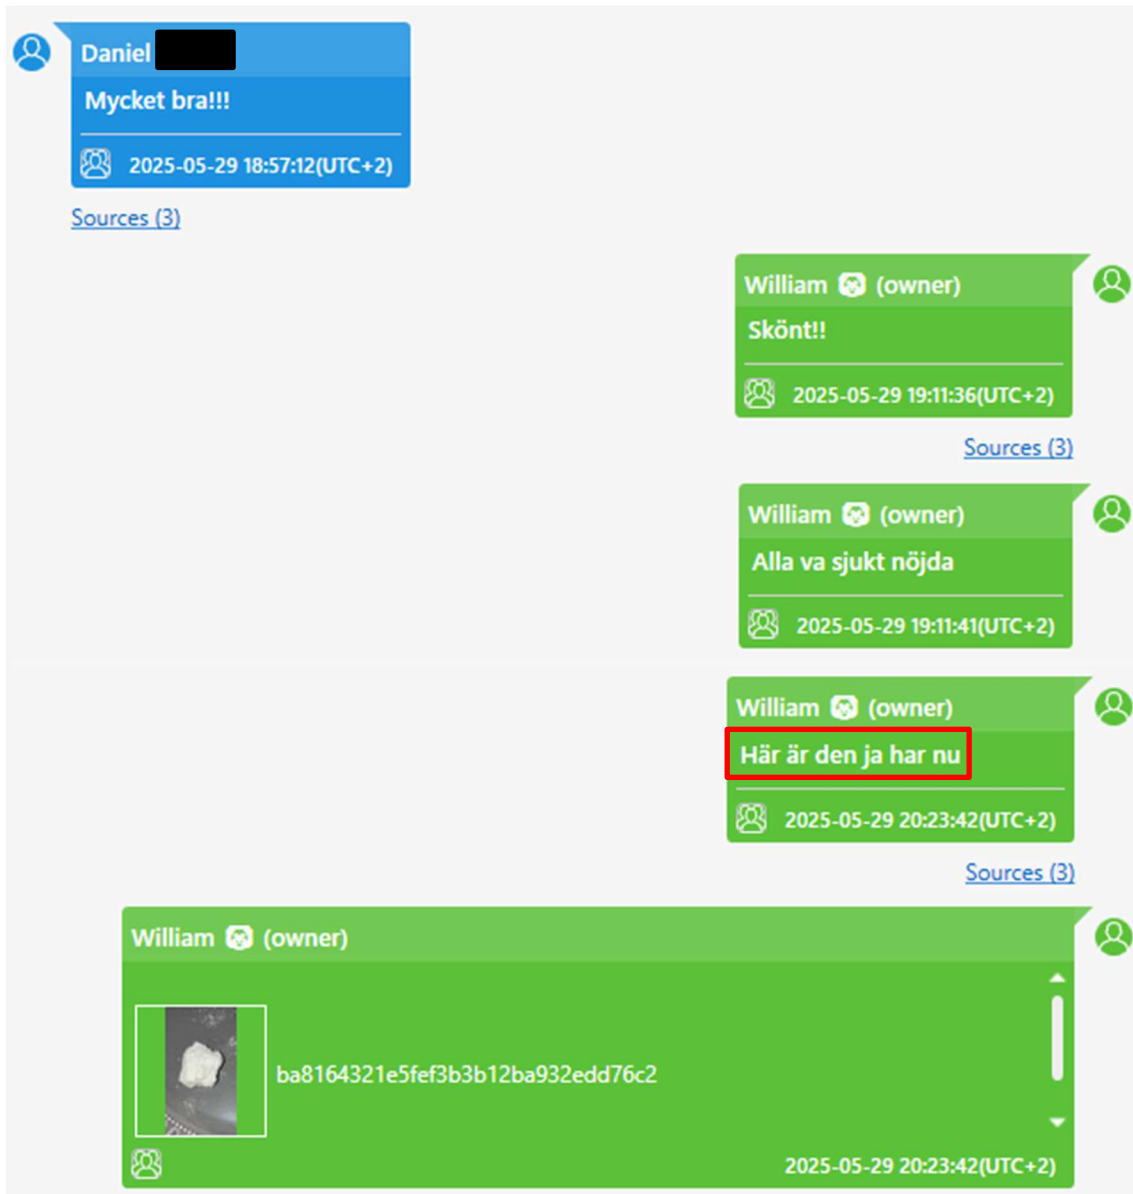 Daniel
Mycket bra!!!
2025-05-29 18:57:12(UTC+2)
Sources (3)
William (owner)
Skönt!!
2025-05-29 19:11:36(UTC+2)
Sources (3)
William (owner)
Alla va sjukt nöjda
2025-05-29 19:11:41(UTC+2)
William (owner)
Här är den ja har nu
2025-05-29 20:23:42(UTC+2)
Sources (3)
William (owner)
ba8164321e5fef3b3b12ba932edd76c2
2025-05-29 20:23:42(UTC+2)